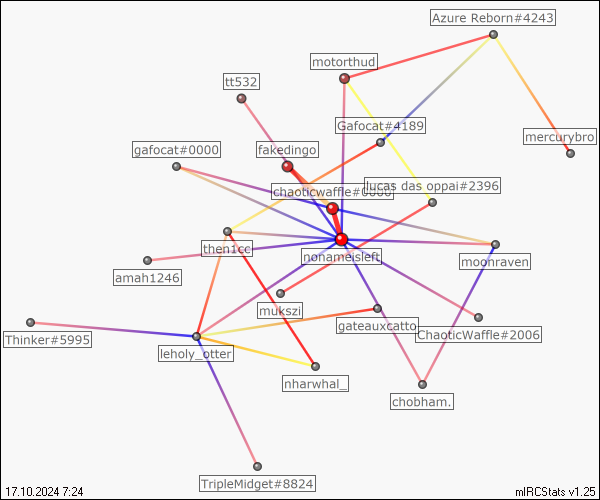 Azure Reborn#4243
motorthud
tt532
Gafocat#4189
mercurybro
gafocat#0000
fakedingo
lucas das oppai#2396
chaoticwaffle#0000
then1cc
nonameisleft
moonraven
amah1246
mukszi
gateauxcatto
ChaoticWaffle#2006
Thinker#5995
leholy_otter
nharwhal_
chobham.
TripleMidget#8824
17.10.2024 7:24
mIRCStats v1.25